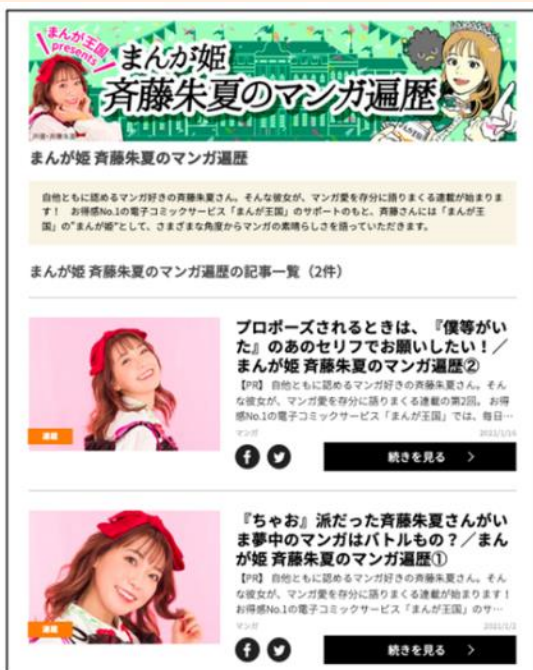 まんが王国
presents
まんが姫
斉藤朱夏のマンガ遍歴
声優・斉藤朱夏
まんが姫 斉藤朱夏のマンガ遍歴
自他ともに認めるマンガ好きの斉藤朱夏さん。そんな彼女が、マンガ愛を存分に語りまくる連載が始まりま
す！ お得感No.1の電子コミックサービス「まんが王国」のサポートのもと、斉藤さんには「まんが王
国」の“まんが姫”として、さまざまな角度からマンガの素晴らしさを語っていただきます。
まんが姫 斉藤朱夏のマンガ遍歴の記事一覧（2件）
プロポーズされるときは、『僕等がい
た』のあのセリフでお願いしたい！／
まんが姫 斉藤朱夏のマンガ遍歴②
【PR】 自他ともに認めるマンガ好きの斉藤朱夏さん。そん
な彼女が、マンガ愛を存分に語りまくる連載の第2回。 お得
感No.1の電子コミックサービス「まんが王国」では、毎日…
連載
マンガ
2021/1/16
続きを見る
『ちゃお』派だった斉藤朱夏さんがい
ま夢中のマンガはバトルもの？／まん
が姫 斉藤朱夏のマンガ遍歴①
【PR】 自他ともに認めるマンガ好きの斉藤朱夏さん。そん
な彼女が、マンガ愛を存分に語りまくる連載が始まります！
お得感No.1の電子コミックサービス「まんが王国」のサ…
連載
マンガ
2021/1/2
続きを見る